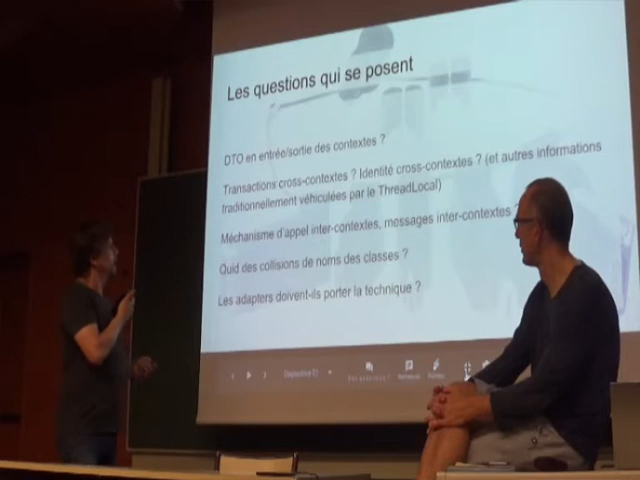 Les questions qui se posent
DTO en entrée/sortie des contextes ?
Transactions cross-contextes ? Identité cross-contextes ? (et autres informations
traditionnellement véhiculées par le ThreadLocal)
Méchanisme d'appel inter-contextes, messages inter-contextes ?
Quid des collisions de noms des classes ?
Les adapters doivent-ils porter la technique ?